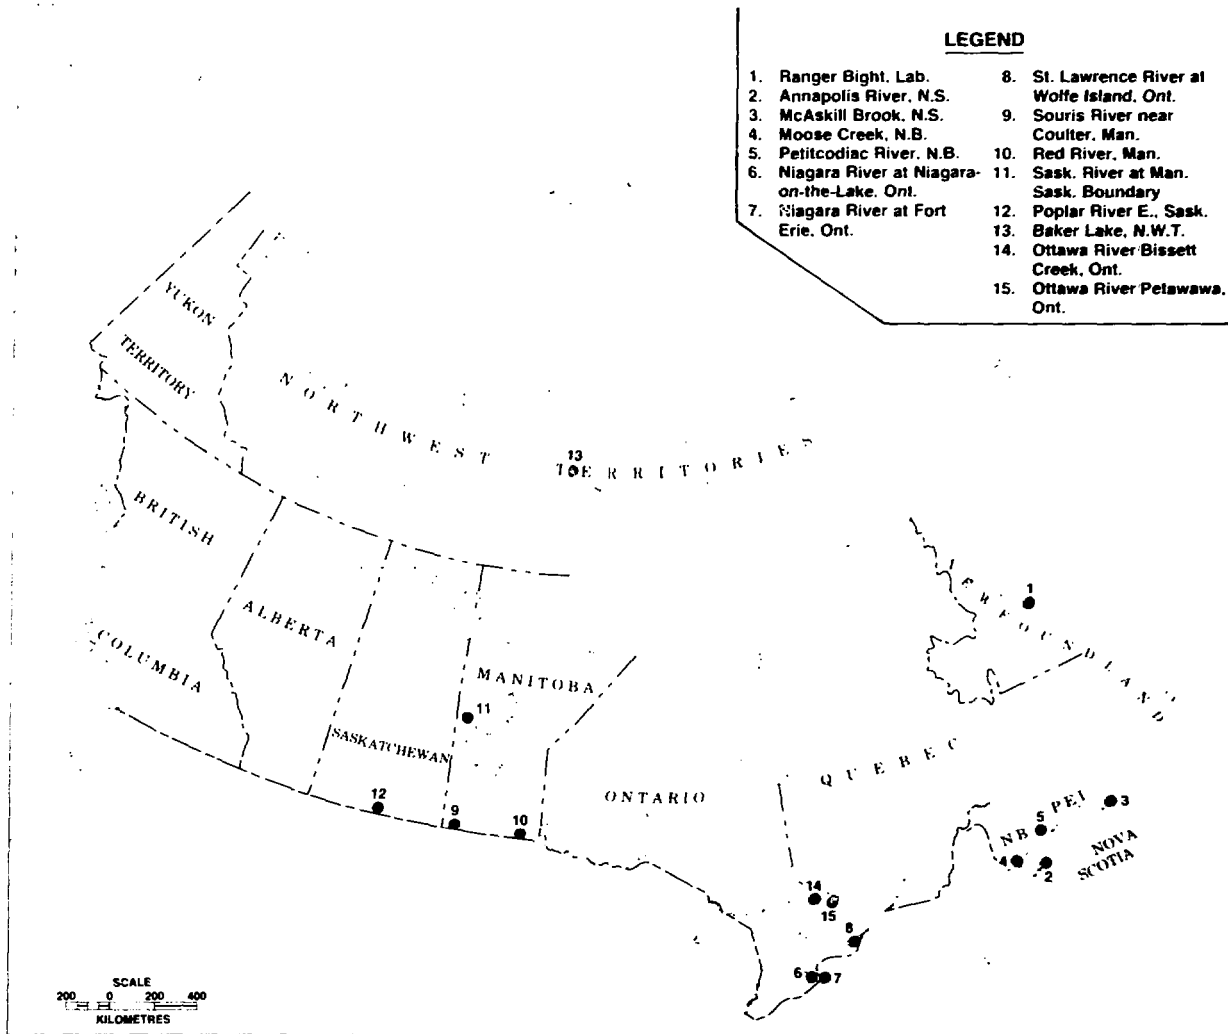 LEGEND
1. Ranger Bight, Lab.
2. Annapolis River, N.S.
3. McAskill Brook, N.S.
4. Moose Creek, N.B.
5. Petitcodiac River, N.B.
6. Niagara River at Niagara-
on-the-Lake, Ont.
7. Niagara River at Fort
Erie, Ont.
8. St. Lawrence River at
Wolfe Island, Ont.
9. Souris River near
Coulter, Man.
10. Red River, Man.
11. Sask. River at Man.
Sask. Boundary
12. Poplar River E., Sask.
13. Baker Lake, N.W.T.
14. Ottawa River Bissett
Creek, Ont.
15. Ottawa River Petawawa,
Ont.
YUKON
TERRITORY
NORTHWEST
TERRITORIES
13
BRITISH
COLUMBIA
ALBERTA
SASKATCHEWAN
MANITOBA
11
12
9
10
ONTARIO
QUEBEC
1
NB
PEI
NOVA
SCOTIA
3
5
4
2
14
15
8
6
7
SCALE
200 0 200 400
KILOMETRES